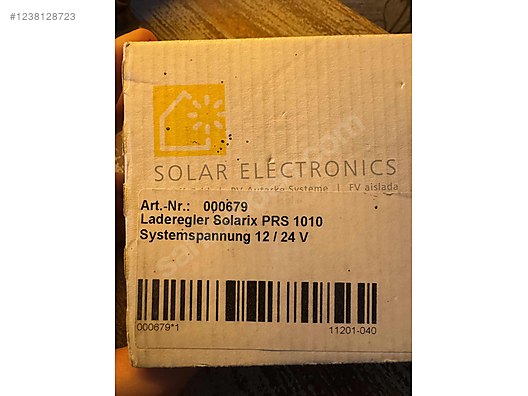 #1238128723
SOLAR ELECTRONICS
PV Autarke Systeme | FV aislada
Art.-Nr.: 000679
Laderegler Solarix PRS 1010
Systemspannung 12 / 24 V
000679*1 11201-040